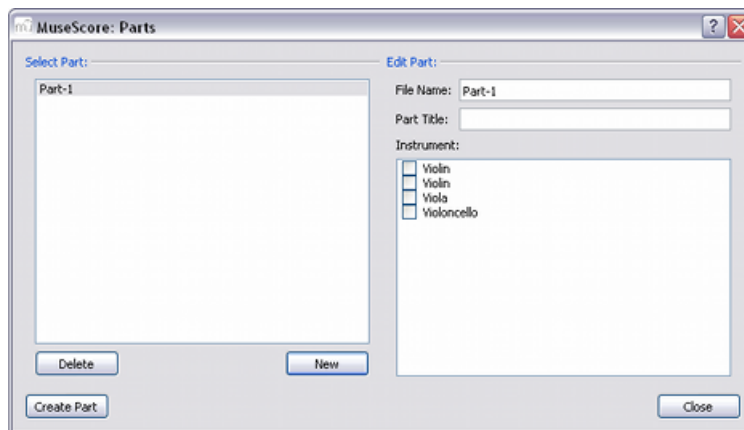 MuseScore: Parts
Select Part:
Part-1
Delete
New
Create Part
Edit Part:
File Name: Part-1
Part Title:
Instrument:
Violin
Violin
Viola
Violoncello
Close